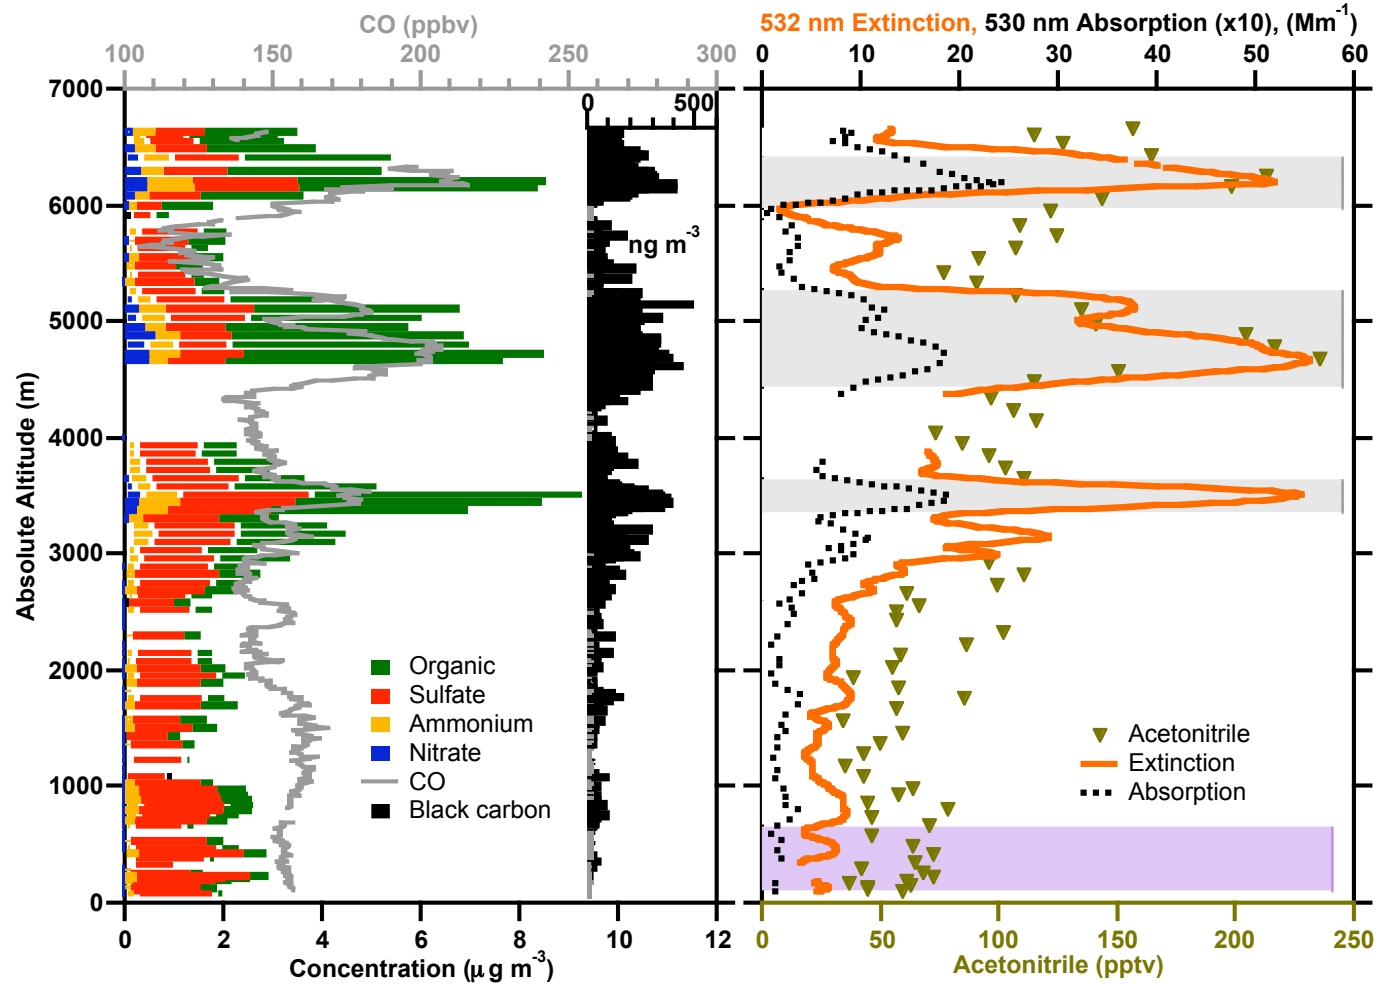 CO (ppbv)
100 150 200 250 300
532 nm Extinction, 530 nm Absorption (x10), (Mm-1)
0 10 20 30 40 50 60
0 500
ng m-3
Absolute Altitude (m)
7000
6000
5000
4000
3000
2000
1000
0
Organic
Sulfate
Ammonium
Nitrate
CO
Black carbon
Acetonitrile
Extinction
Absorption
0 2 4 6 8 10 12
Concentration (μg m-3)
0 50 100 150 200 250
Acetonitrile (pptv)